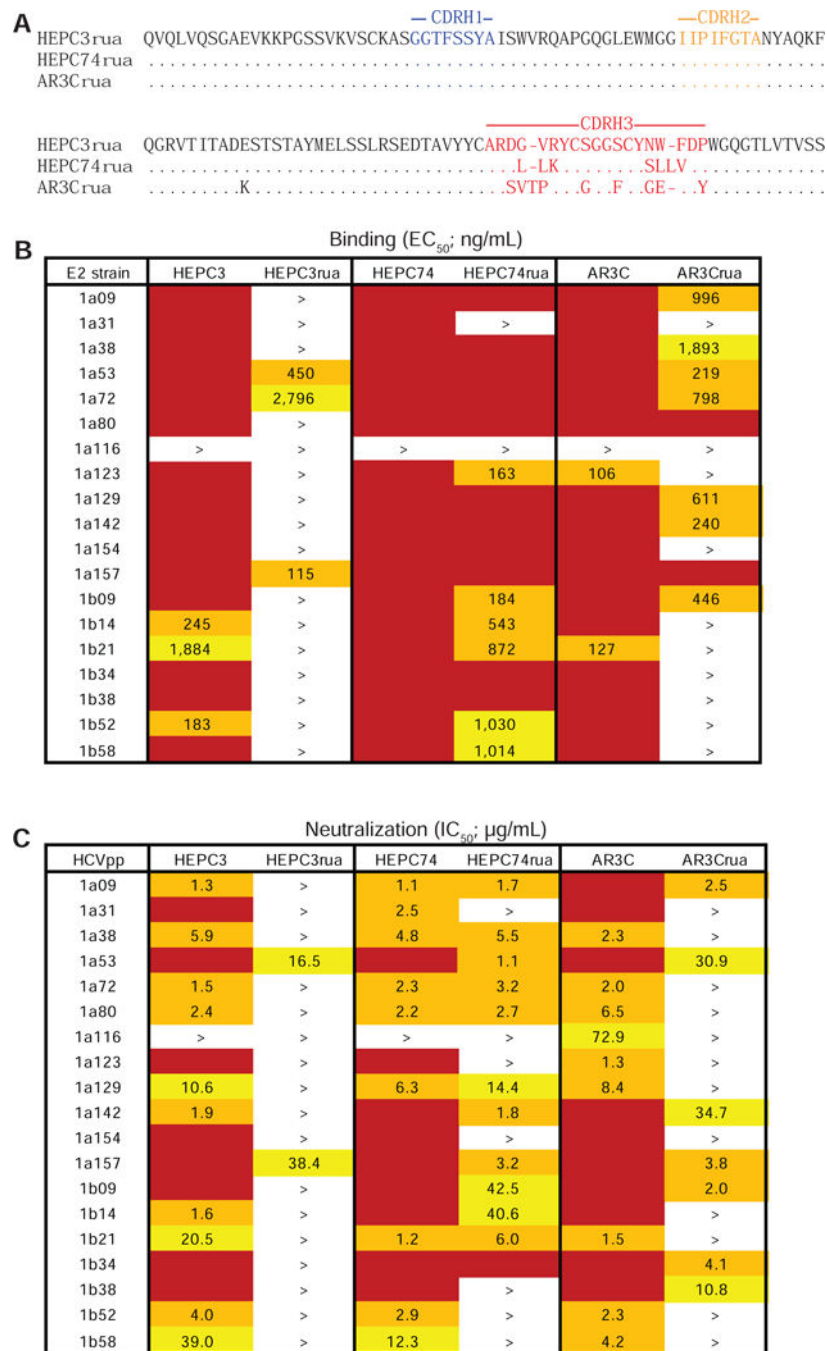 A
CDRH1 CDRH2
HEPC3rua QVQLVQSGAEVKKPGSSVKVSCKASGGTFSSYAISWVRQAPGQGLEWMGGIIPIFGTANYAQKF
HEPC74rua ................................................................
AR3Crua ................................................................
CDRH3
HEPC3rua QGRVTITADESTSTAYMELSSLRSEDTAVYYCARDG-VRYCSGGSCYNW-FDPWGQGTLVTVSS
HEPC74rua ...................................L-LK........SLLV.............
AR3Crua .........K........................SVTP...G..F..GE-..Y...........
B
Binding (EC50; ng/mL)
E2 strain HEPC3 HEPC3rua HEPC74 HEPC74rua AR3C AR3Crua
1a09 > 996
1a31 > > >
1a38 > 1,893
1a53 450 219
1a72 2,796 798
1a80 >
1a116 > > > > > >
1a123 > 163 106 >
1a129 > 611
1a142 > 240
1a154 > >
1a157 115
1b09 > 184 446
1b14 245 > 543 >
1b21 1,884 > 872 127 >
1b34 > >
1b38 > >
1b52 183 > 1,030 >
1b58 > 1,014 >
C
Neutralization (IC50; µg/mL)
HCVpp HEPC3 HEPC3rua HEPC74 HEPC74rua AR3C AR3Crua
1a09 1.3 > 1.1 1.7 2.5
1a31 > 2.5 > >
1a38 5.9 > 4.8 5.5 2.3 >
1a53 16.5 1.1 30.9
1a72 1.5 > 2.3 3.2 2.0 >
1a80 2.4 > 2.2 2.7 6.5 >
1a116 > > > > 72.9 >
1a123 > > 1.3 >
1a129 10.6 > 6.3 14.4 8.4 >
1a142 1.9 > 1.8 34.7
1a154 > > >
1a157 38.4 3.2 3.8
1b09 > 42.5 2.0
1b14 1.6 > 40.6 >
1b21 20.5 > 1.2 6.0 1.5 >
1b34 > 4.1
1b38 > > 10.8
1b52 4.0 > 2.9 > 2.3 >
1b58 39.0 > 12.3 > 4.2 >